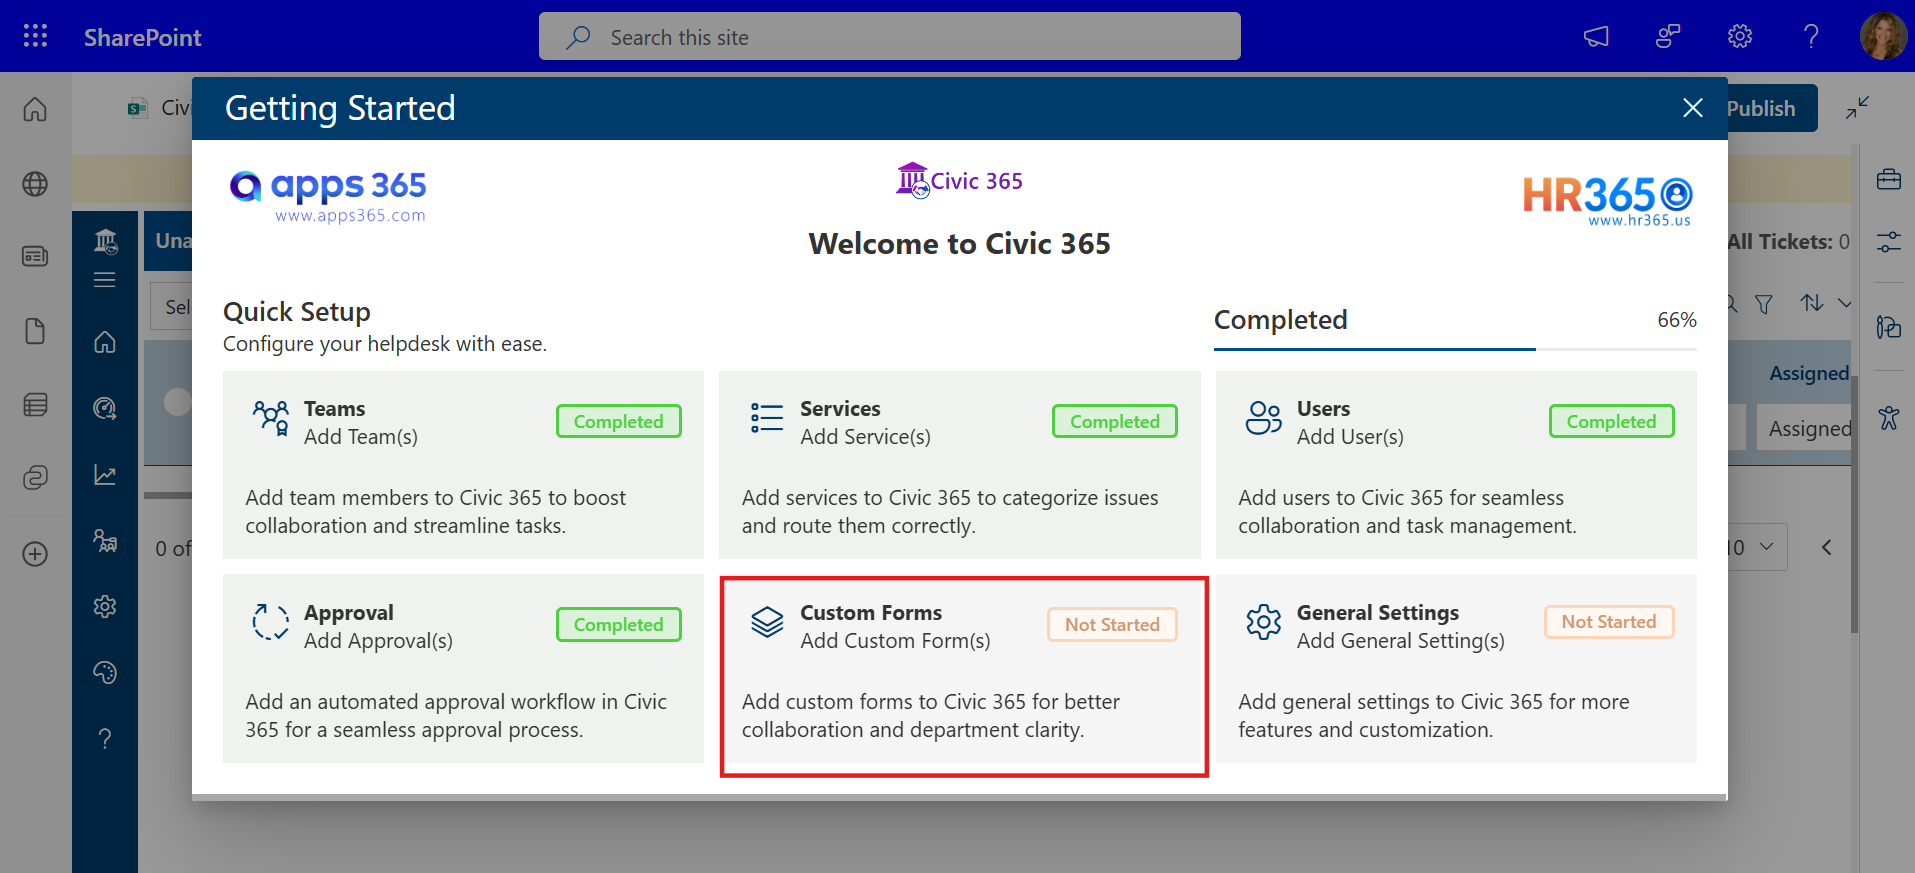 SharePoint
Search this site
Civi
Getting Started
Publish
apps 365
www.apps365.com
Civic 365
HR365
www.hr365.us
Welcome to Civic 365
Una
All Tickets: 0
Sel
Quick Setup
Configure your helpdesk with ease.
Completed
66%
Teams
Add Team(s)
Completed
Add team members to Civic 365 to boost
collaboration and streamline tasks.
Services
Add Service(s)
Completed
Add services to Civic 365 to categorize issues
and route them correctly.
Users
Add User(s)
Completed
Add users to Civic 365 for seamless
collaboration and task management.
Assigned
Assigned
0 of
10
Approval
Add Approval(s)
Completed
Add an automated approval workflow in Civic
365 for a seamless approval process.
Custom Forms
Add Custom Form(s)
Not Started
Add custom forms to Civic 365 for better
collaboration and department clarity.
General Settings
Add General Setting(s)
Not Started
Add general settings to Civic 365 for more
features and customization.